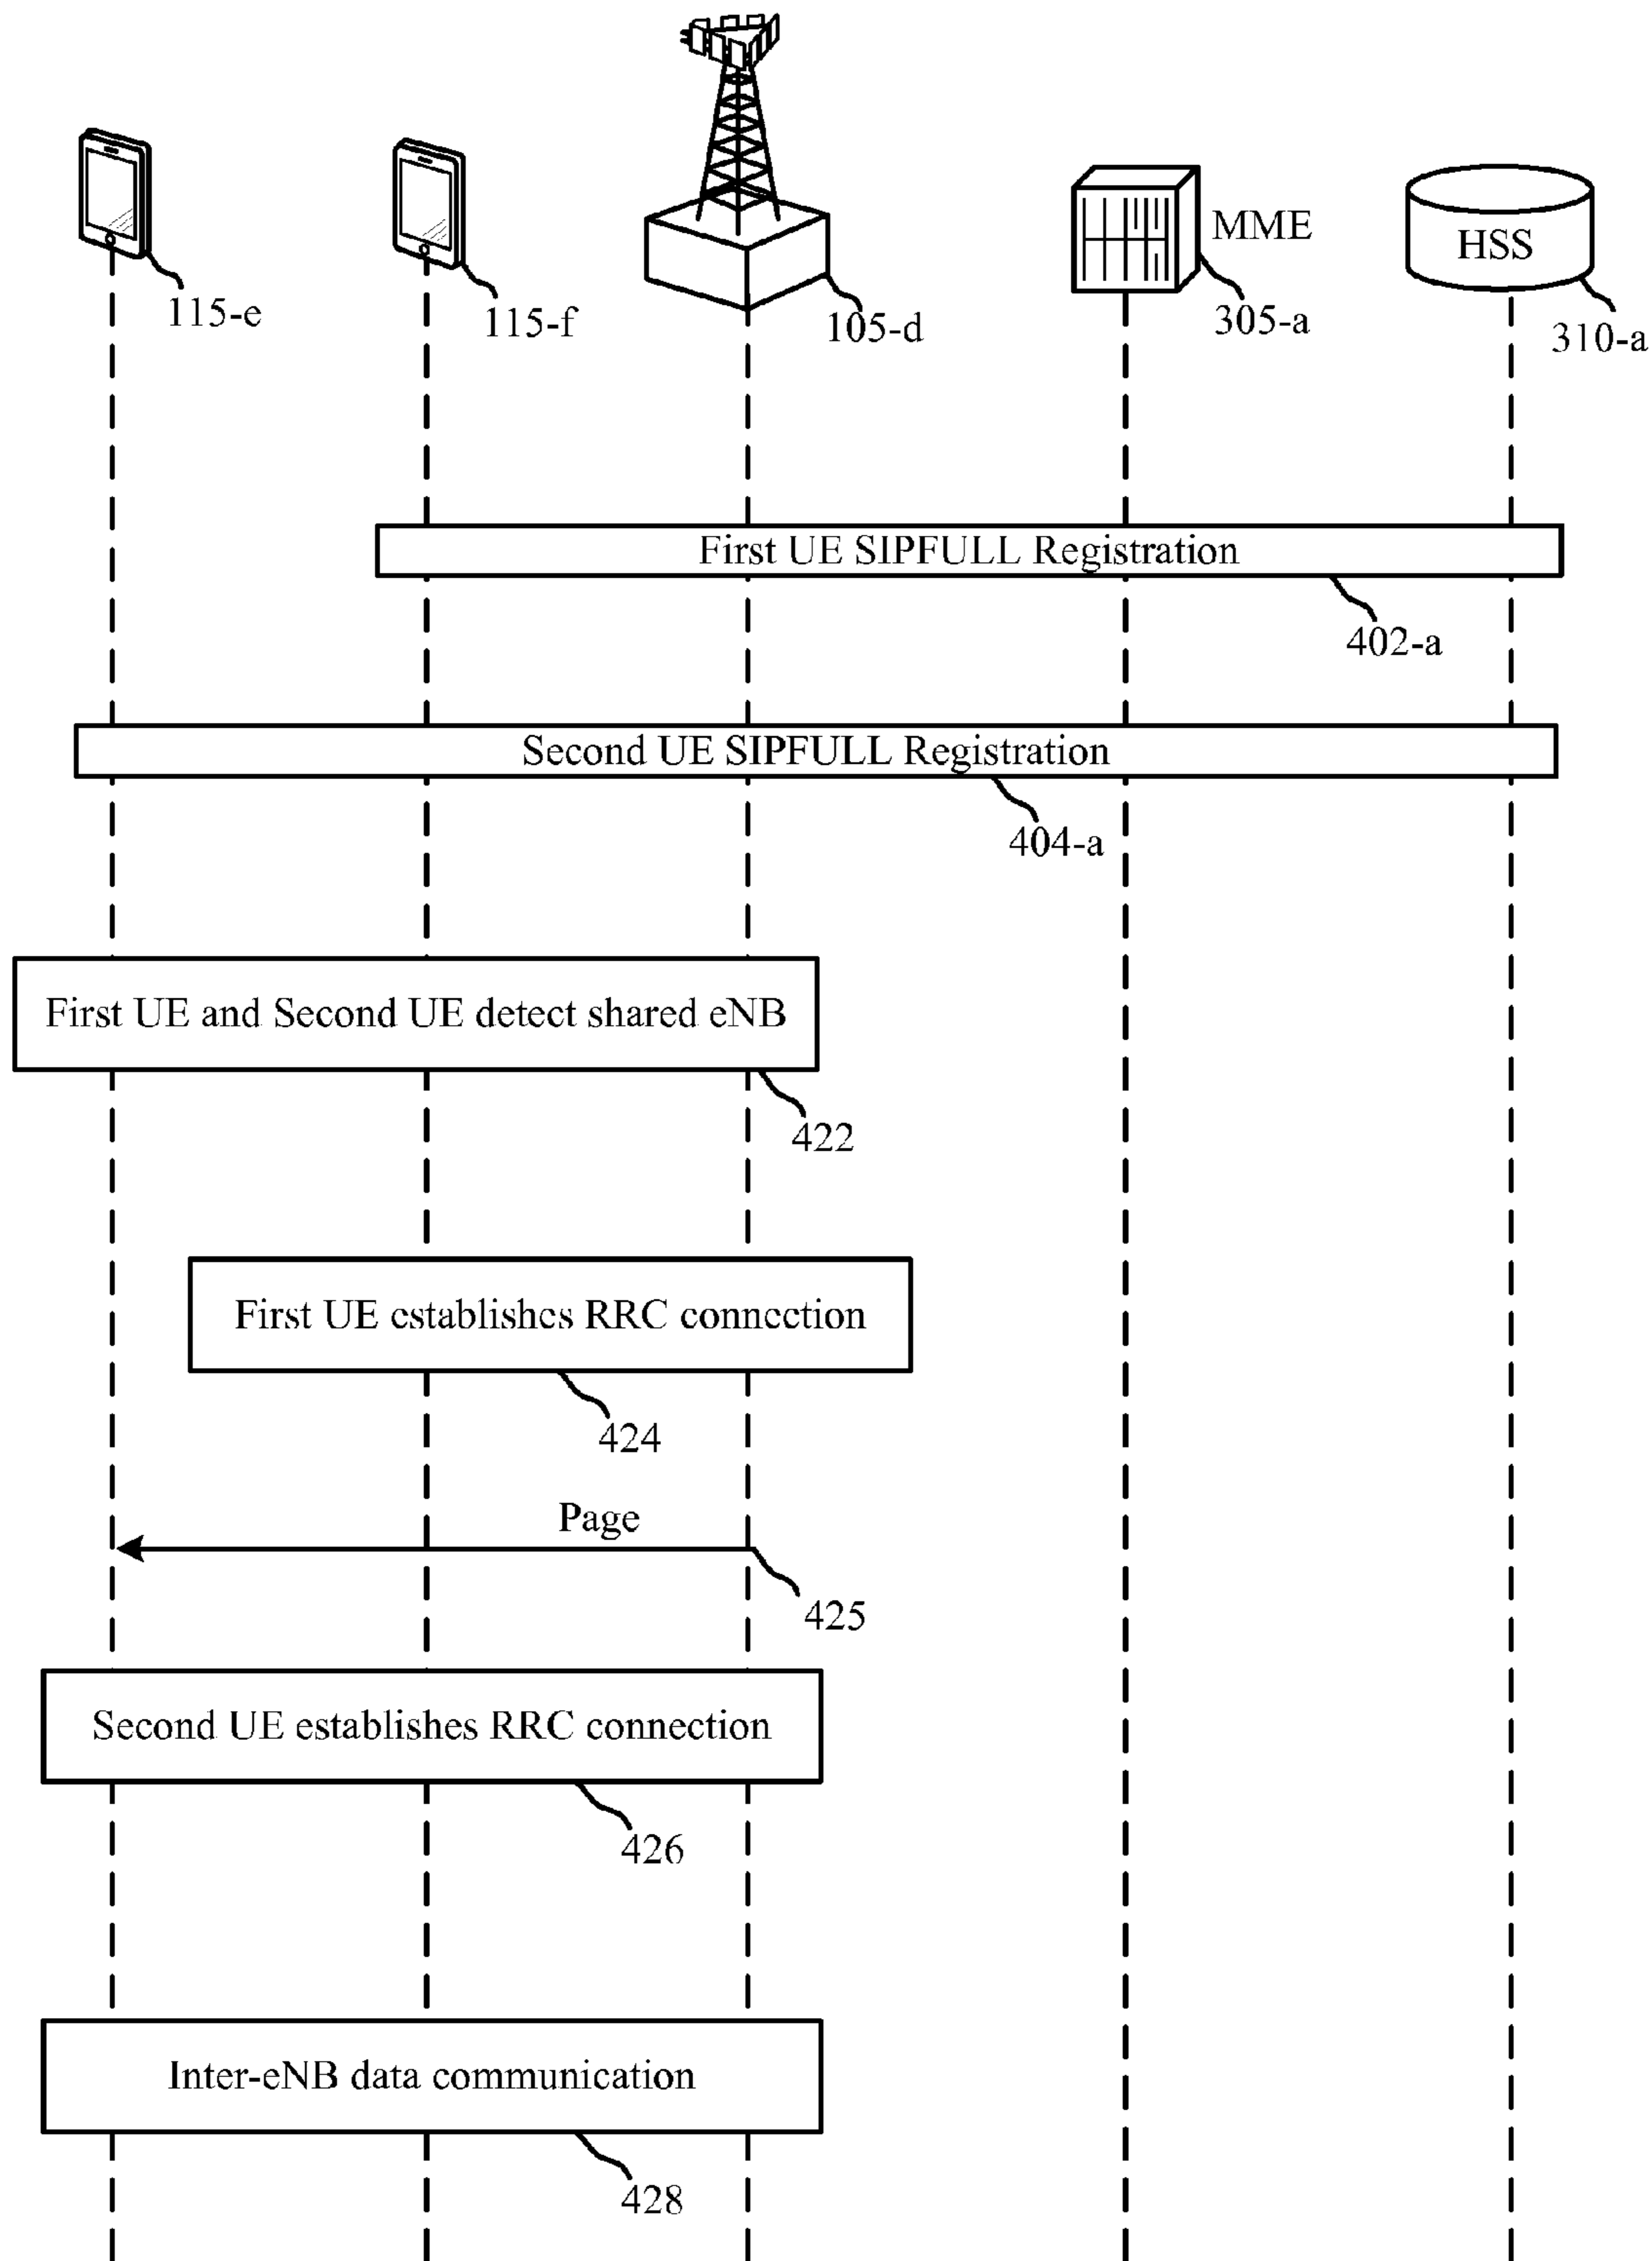 MME
HSS
115-e
115-f
105-d
305-a
310-a
First UE SIPFULL Registration
402-a
Second UE SIPFULL Registration
404-a
First UE and Second UE detect shared eNB
422
First UE establishes RRC connection
424
Page
425
Second UE establishes RRC connection
426
Inter-eNB data communication
428